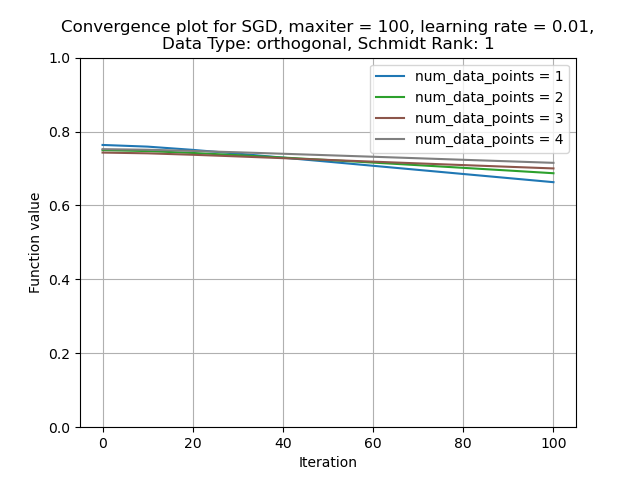 Convergence plot for SGD, maxiter = 100, learning rate = 0.01,
Data Type: orthogonal, Schmidt Rank: 1
1.0
0.8
0.6
0.4
0.2
0.0
Function value
num_data_points = 1
num_data_points = 2
num_data_points = 3
num_data_points = 4
0 20 40 60 80 100
Iteration